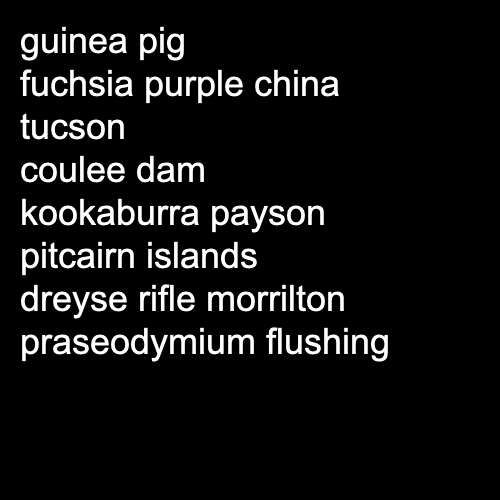 guinea pig
fuchsia purple china
tucson
coulee dam
kookaburra payson
pitcairn islands
dreyse rifle morrilton
praseodymium flushing